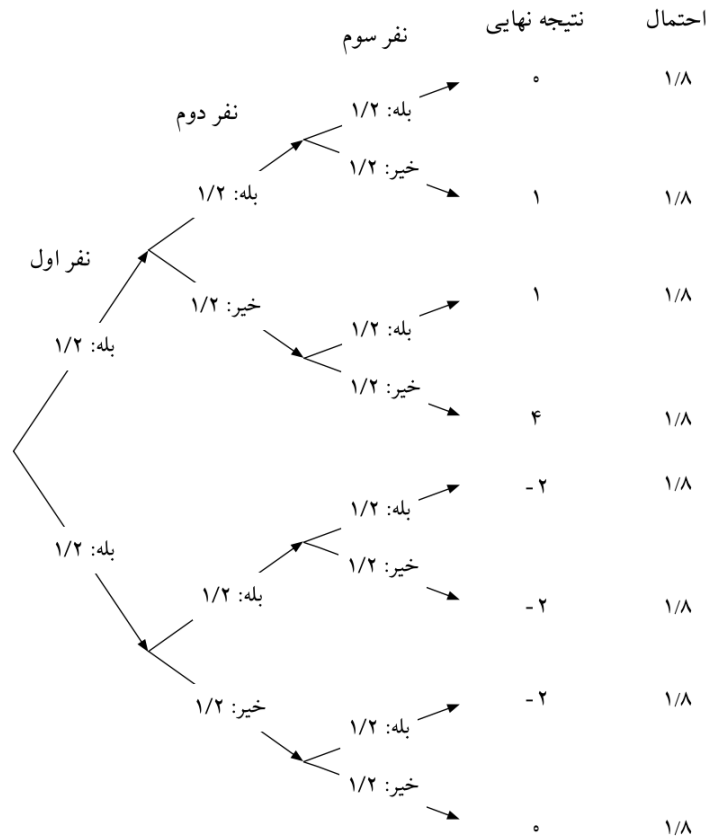 احتمال
نتیجه نهایی
نفر سوم
نفر دوم
نفر اول
بله: ۱/۲
۰
۱/۸
خیر: ۱/۲
بله: ۱/۲
۱
۱/۸
خیر: ۱/۲
بله: ۱/۲
۱
۱/۸
بله: ۱/۲
خیر: ۱/۲
۴
۱/۸
بله: ۱/۲
-۲
۱/۸
بله: ۱/۲
خیر: ۱/۲
بله: ۱/۲
-۲
۱/۸
خیر: ۱/۲
بله: ۱/۲
-۲
۱/۸
خیر: ۱/۲
۰
۱/۸